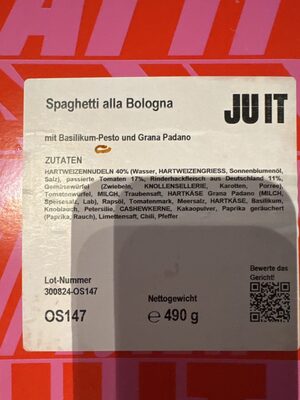 Spaghetti alla Bologna
JU IT
mit Basilikum-Pesto und Grana Padano
ZUTATEN
HARTWEIZENNUDELN 40% (Wasser, HARTWEIZENGRIESS, Sonnenblumenöl,
Salz), passierte Tomaten 17%, Rinderhackfleisch aus Deutschland 11%,
Gemüsewürfel (Zwiebeln, KNOLLENSELLERIE, Karotten, Porree),
Tomatenwürfel, MILCH, Traubensaft, HARTKÄSE Grana Padano (MILCH,
Speisesalz, Lab), Rapsöl, Tomatenmark, Meersalz, HARTKÄSE, Basilikum,
Knoblauch, Petersilie, CASHEWKERNE, Kakaopulver, Paprika geräuchert
(Paprika, Rauch), Limettensaft, Chili, Pfeffer
Lot-Nummer
300824-OS147
OS147
Nettogewicht
℮ 490 g
Bewerte das
Gericht!